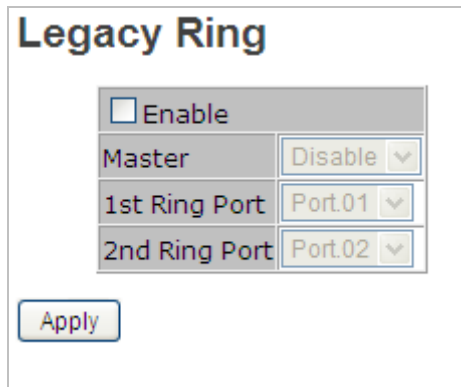 Legacy Ring
Enable
Master Disable
1st Ring Port Port.01
2nd Ring Port Port.02
Apply